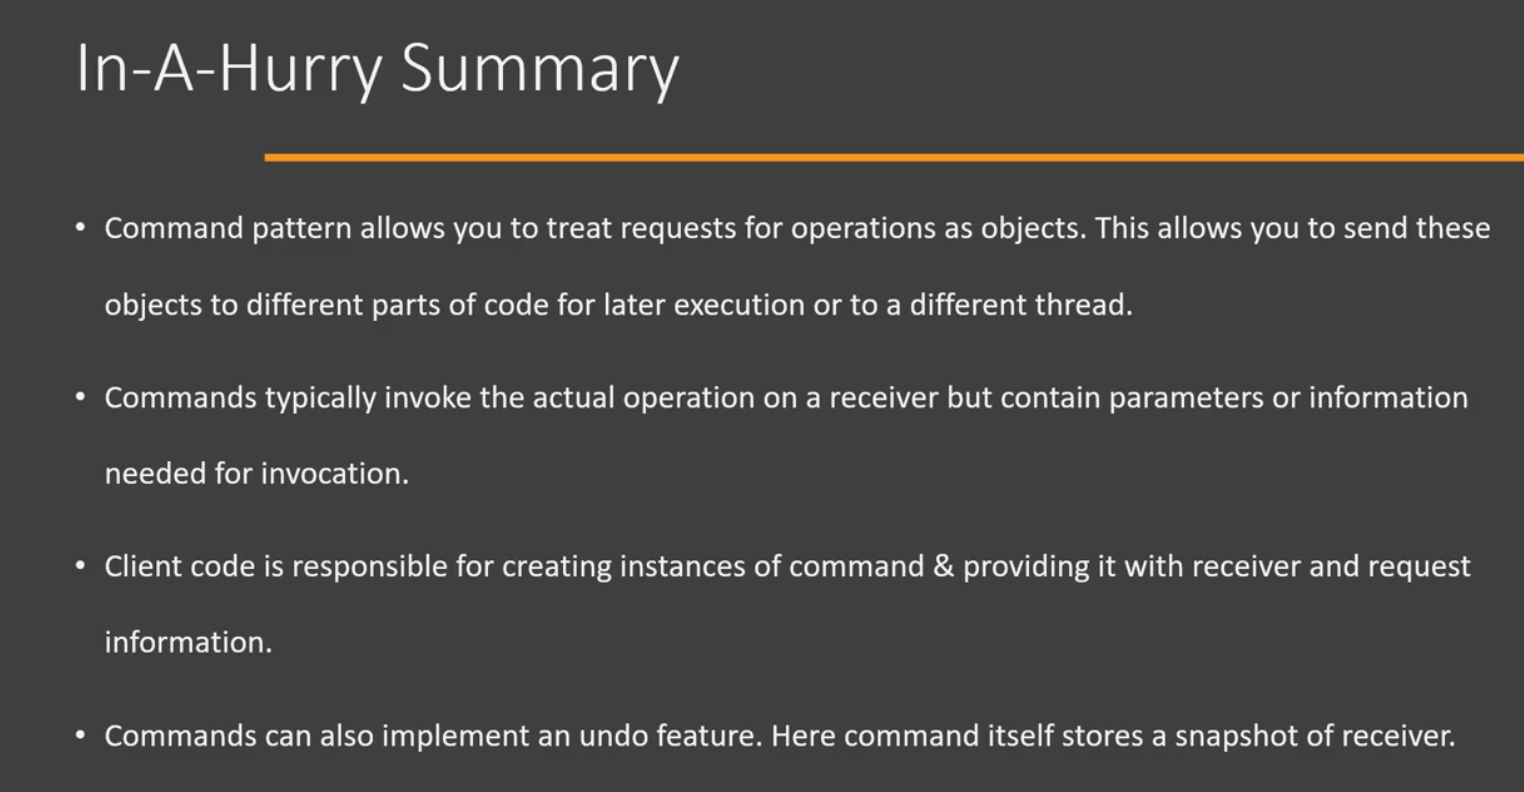 In-A-Hurry Summary
• Command pattern allows you to treat requests for operations as objects. This allows you to send these
objects to different parts of code for later execution or to a different thread.
• Commands typically invoke the actual operation on a receiver but contain parameters or information
needed for invocation.
• Client code is responsible for creating instances of command & providing it with receiver and request
information.
• Commands can also implement an undo feature. Here command itself stores a snapshot of receiver.